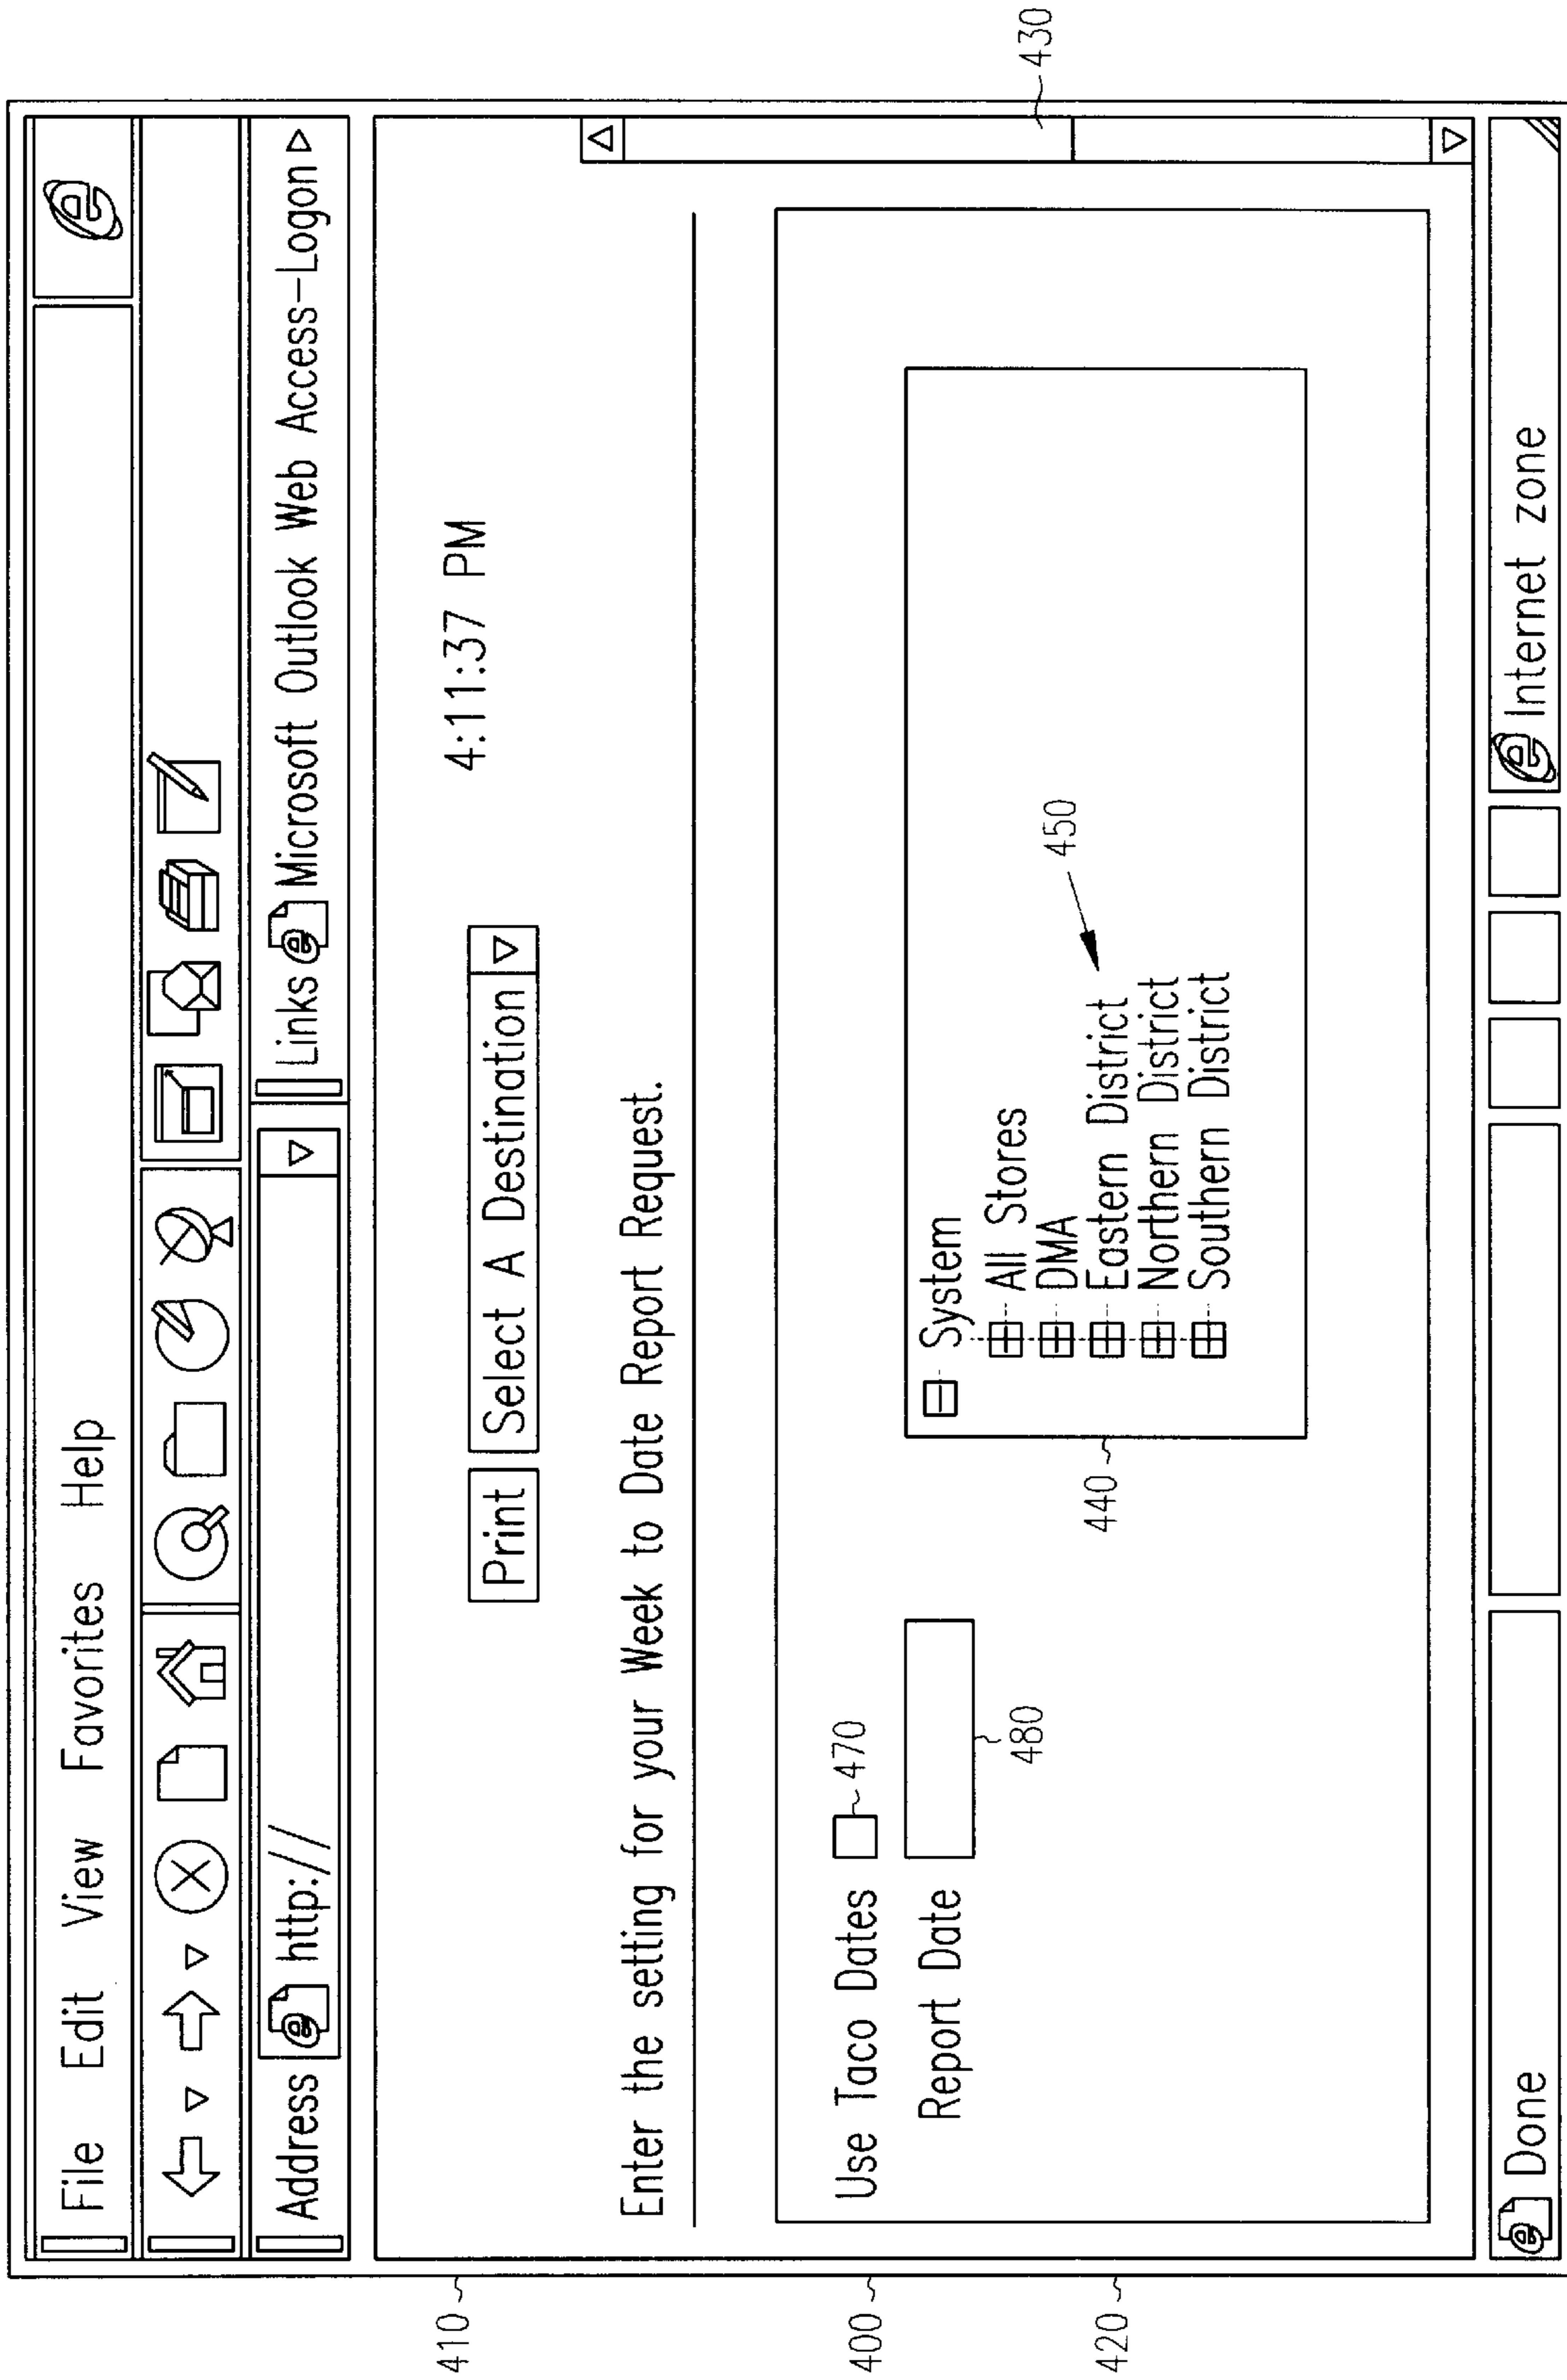 File Edit View Favorites Help
Address http:// Links Microsoft Outlook Web Access-Logon
410
Print Select A Destination 4:11:37 PM
Enter the setting for your Week to Date Report Request.
400
Use Taco Dates 470
Report Date
480
System
All Stores
DMA
Eastern District
Northern District
Southern District
450
440
430
420
Done Internet zone